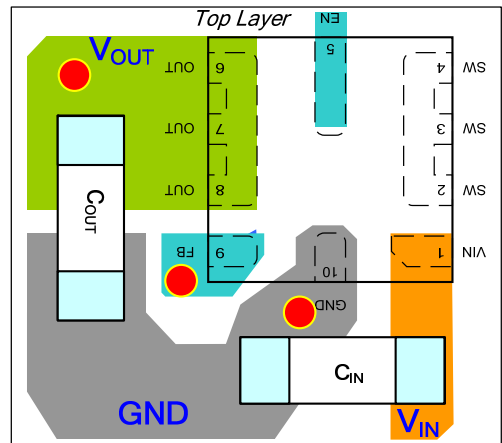 Top Layer
EN
5
VOUT
OUT
6
4
SW
OUT
7
3
SW
OUT
8
2
SW
COUT
FB
9
10
1
VIN
GND
CIN
GND
VIN